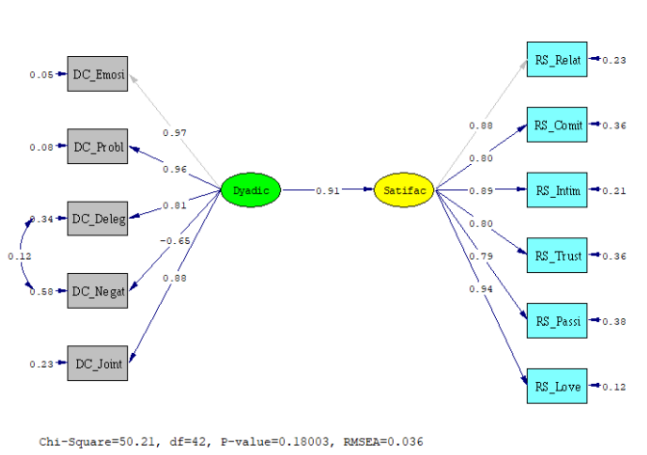 DC_Emosi
0.05
DC_Probl
0.08
DC_Deleg
0.34
0.12
DC_Negat
0.58
DC_Joint
0.23
0.97
0.96
0.81
-0.65
0.88
Dyadic
0.91
Satifac
0.88
0.80
0.89
0.80
0.79
0.94
RS_Relat
0.23
RS_Comit
0.36
RS_Intim
0.21
RS_Trust
0.36
RS_Passi
0.38
RS_Love
0.12
Chi-Square=50.21, df=42, P-value=0.18003, RMSEA=0.036